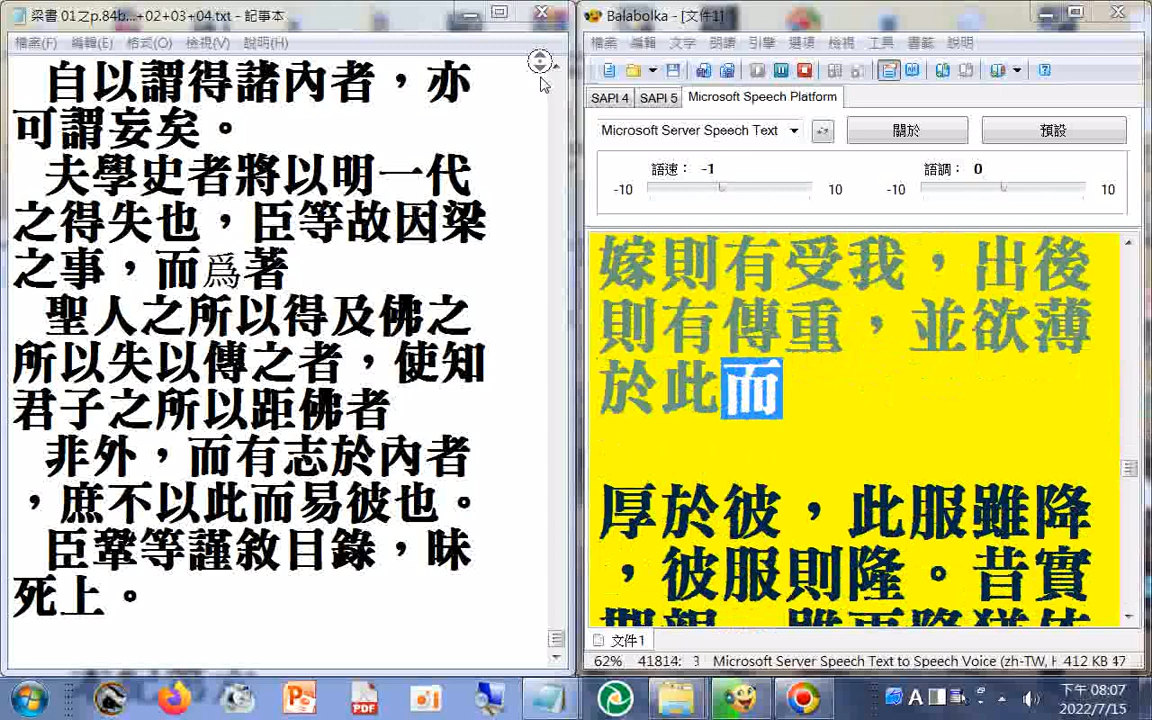 梁書 01之p.84b...+02+03+04.txt - 記事本
檔案(F) 編輯(E) 格式(O) 檢視(V) 說明(H)
自以謂得諸內者，亦
可謂妄矣。
夫學史者將以明一代
之得失也，臣等故因梁
之事，而爲著
聖人之所以得及佛之
所以失以傳之者，使知
君子之所以距佛者
非外，而有志於內者
，庶不以此而易彼也。
臣鞏等謹敘目錄，昧
死上。
Balabolka - [文件1]
檔案 編輯 文字 朗讀 引擎 選項 檢視 工具 書籤 說明
SAPI 4 SAPI 5 Microsoft Speech Platform
Microsoft Server Speech Text 關於 預設
語速： -1 語調： 0
-10 10 -10 10
嫁則有受我，出後
則有傳重，並欲薄
於此而
厚於彼，此服雖降
，彼服則隆。昔實
文件1
62% 41814: 3 Microsoft Server Speech Text to Speech Voice (zh-TW, H 412 KB 47
PDF
A
下午 08:07
2022/7/15